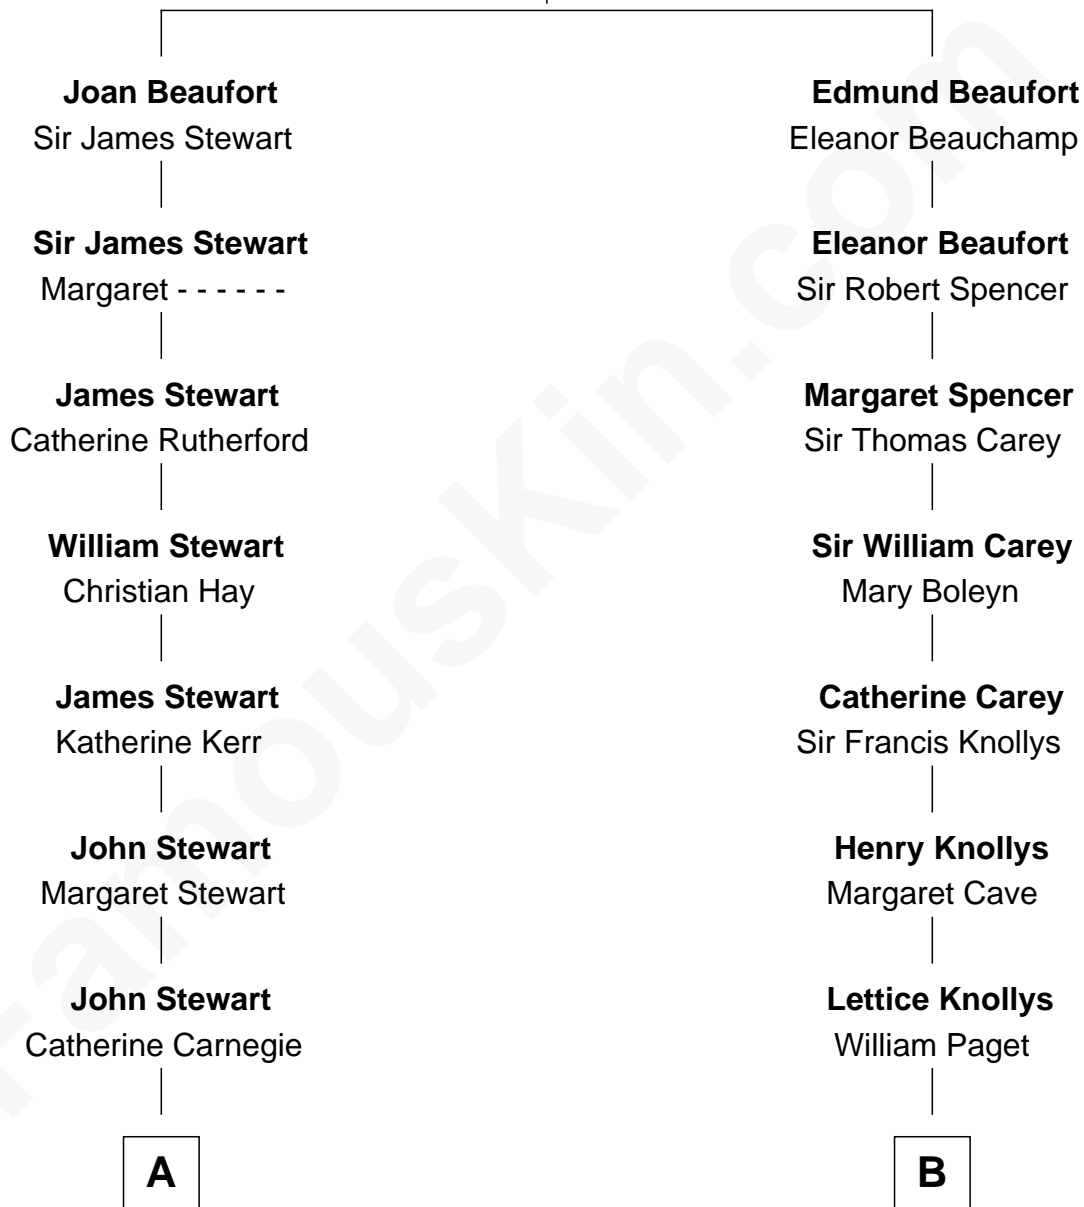 Joan Beaufort
Sir James Stewart
Edmund Beaufort
Eleanor Beauchamp
Sir James Stewart
Margaret - - - - - -
Eleanor Beaufort
Sir Robert Spencer
James Stewart
Catherine Rutherford
Margaret Spencer
Sir Thomas Carey
William Stewart
Christian Hay
Sir William Carey
Mary Boleyn
James Stewart
Katherine Kerr
Catherine Carey
Sir Francis Knollys
John Stewart
Margaret Stewart
Henry Knollys
Margaret Cave
John Stewart
Catherine Carnegie
Lettice Knollys
William Paget
A
B
FamousKin.com